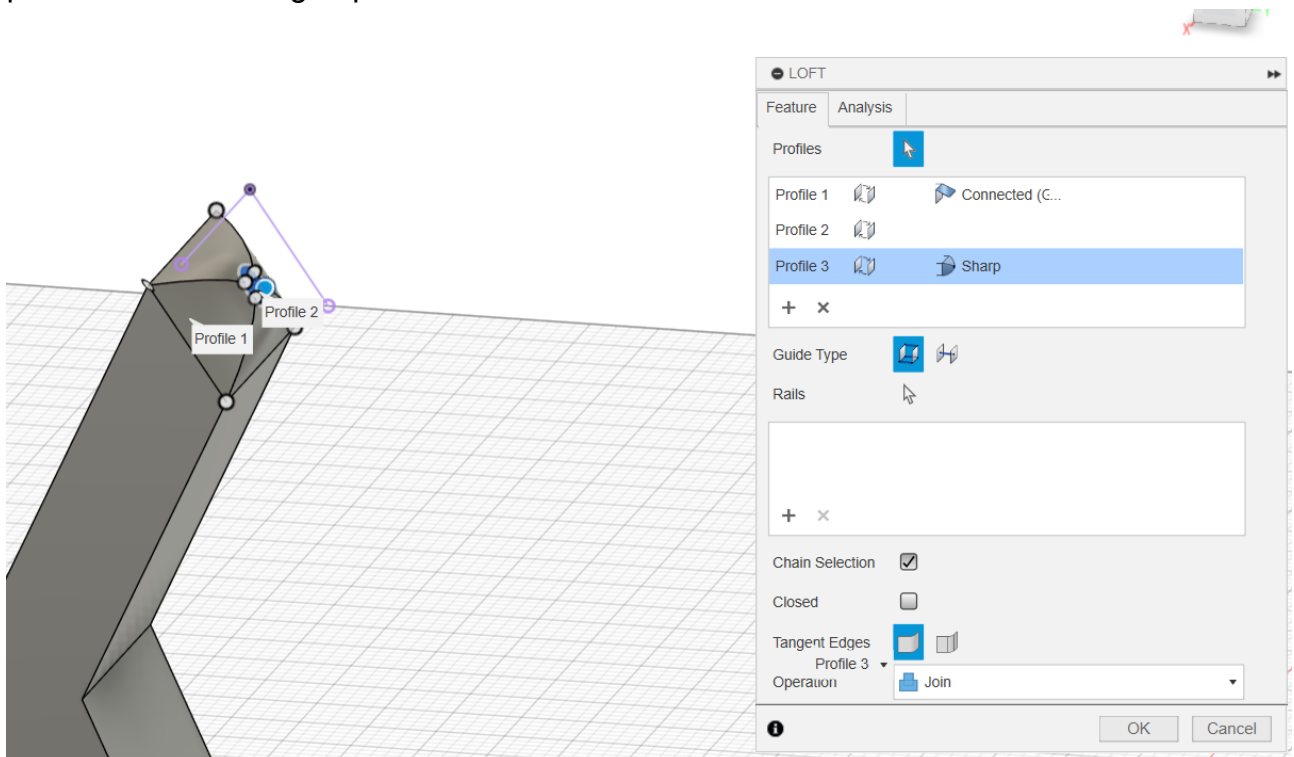 X
LOFT
Feature Analysis
Profiles
Profile 1 Connected (G...
Profile 2
Profile 3 Sharp
Profile 2
Profile 1
Guide Type
Rails
Chain Selection
Closed
Tangent Edges
Profile 3
Operation Join
OK Cancel